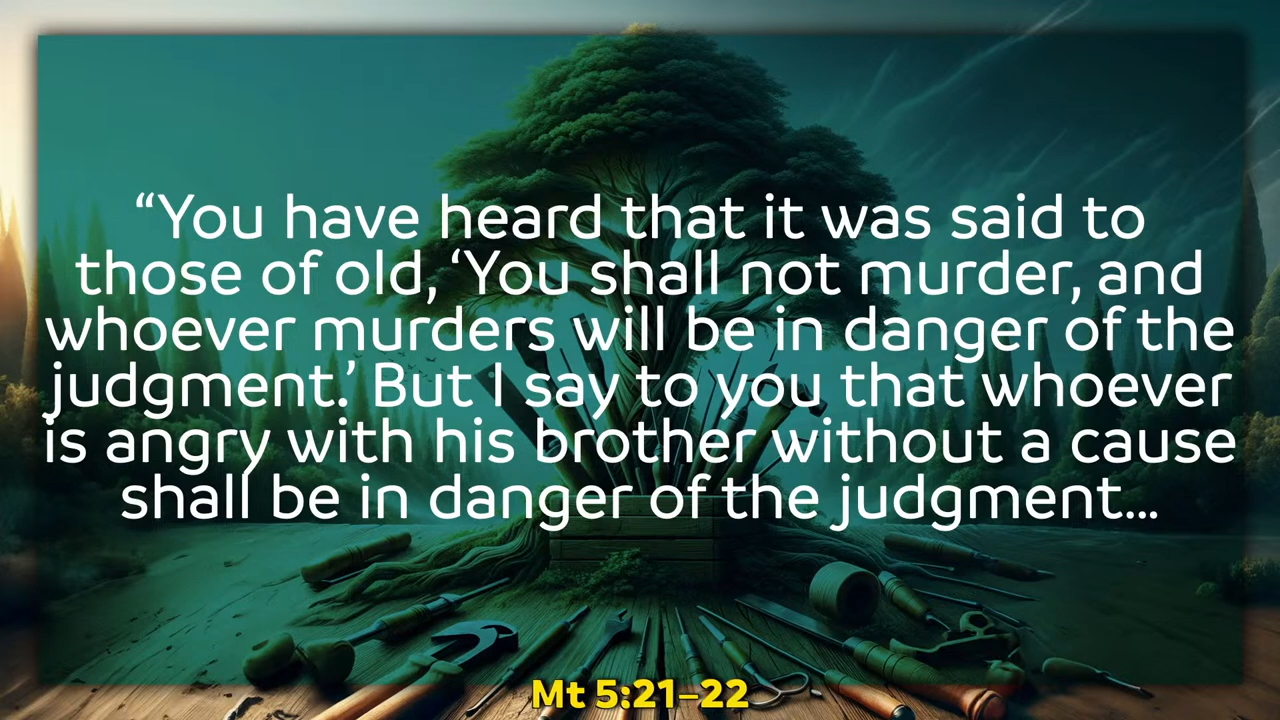 “You have heard that it was said to
those of old, ‘You shall not murder, and
whoever murders will be in danger of the
judgment.’ But I say to you that whoever
is angry with his brother without a cause
shall be in danger of the judgment...
Mt 5:21–22